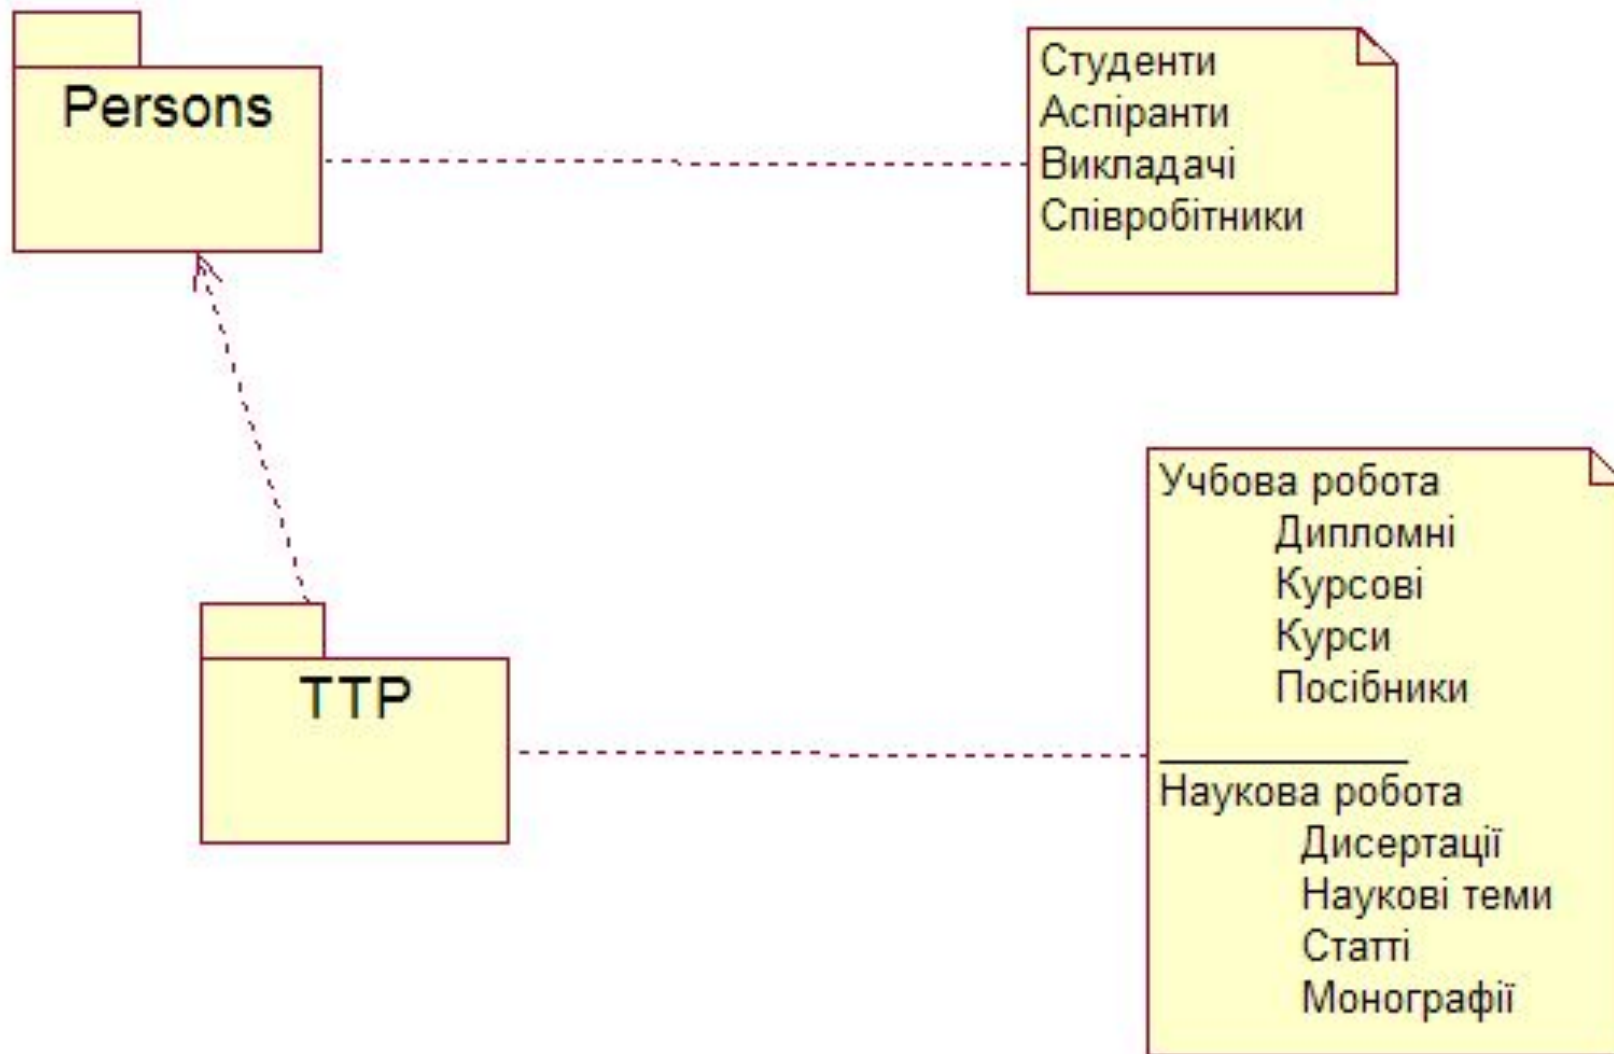 Persons
Студенти
Аспіранти
Викладачі
Співробітники
TTP
Учбова робота
Дипломні
Курсові
Курси
Посібники
Наукова робота
Дисертації
Наукові теми
Статті
Монографії